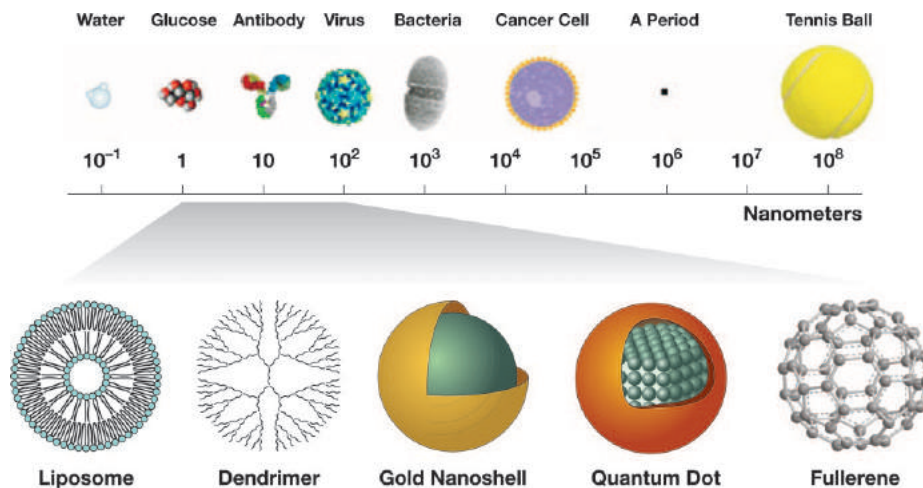 Water Glucose Antibody Virus Bacteria Cancer Cell A Period Tennis Ball
10⁻¹ 1 10 10² 10³ 10⁴ 10⁵ 10⁶ 10⁷ 10⁸
Nanometers
Liposome Dendrimer Gold Nanoshell Quantum Dot Fullerene